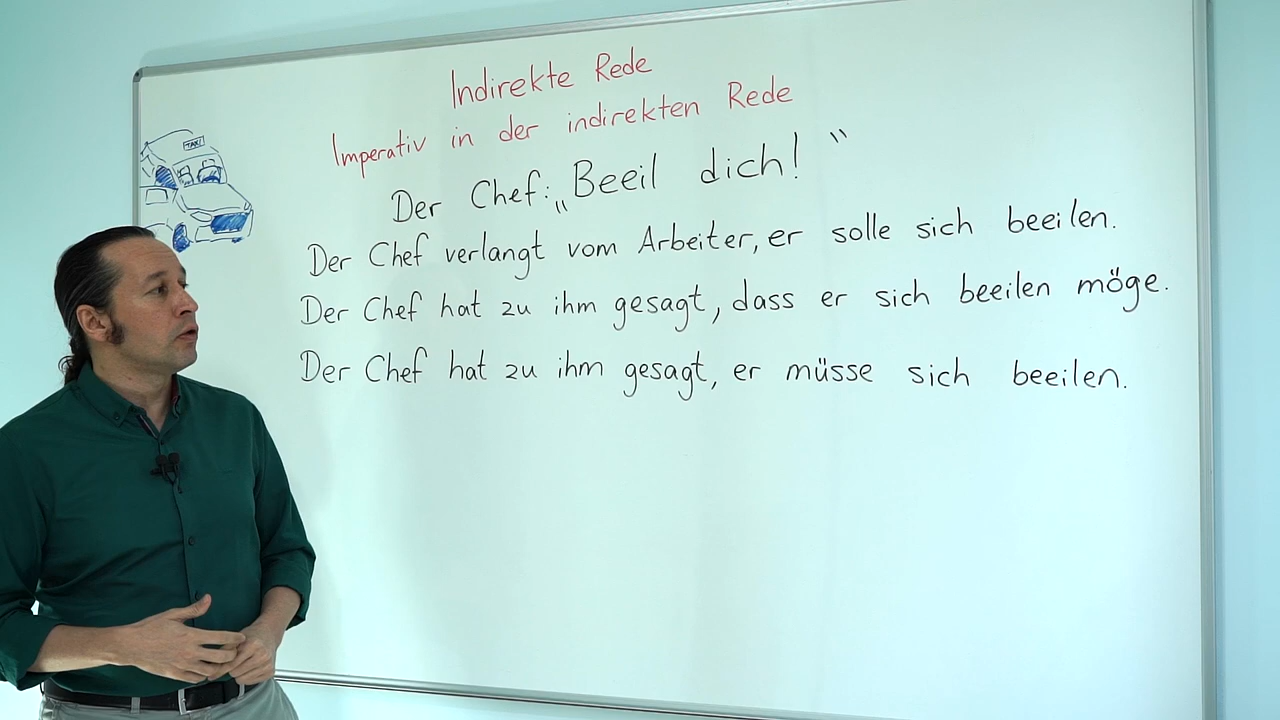 Indirekte Rede
Imperativ in der indirekten Rede
TAXI
Der Chef: „Beeil dich! “
Der Chef verlangt vom Arbeiter, er solle sich beeilen.
Der Chef hat zu ihm gesagt, dass er sich beeilen möge.
Der Chef hat zu ihm gesagt, er müsse sich beeilen.